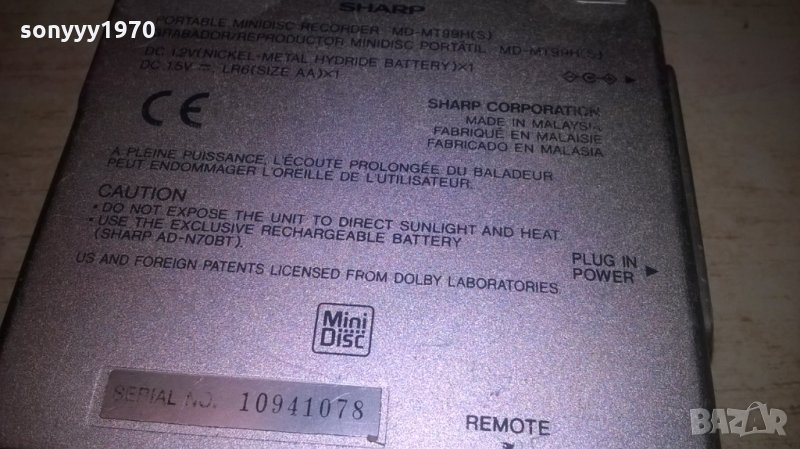 sonyyy1970
SHARP
PORTABLE MINIDISC RECORDER MD-MT99H(S)
GRABADOR/REPRODUCTOR MINIDISC PORTÁTIL MD-MT99H(S)
DC 1.2V(NICKEL-METAL HYDRIDE BATTERY)×1
DC 1.5V ⎓ LR6(SIZE AA)×1
CE
SHARP CORPORATION
MADE IN MALAYSIA
FABRIQUÉ EN MALAISIE
FABRICADO EN MALASIA
A PLEINE PUISSANCE, L'ÉCOUTE PROLONGÉE DU BALADEUR
PEUT ENDOMMAGER L'OREILLE DE L'UTILISATEUR.
CAUTION
• DO NOT EXPOSE THE UNIT TO DIRECT SUNLIGHT AND HEAT.
• USE THE EXCLUSIVE RECHARGEABLE BATTERY
(SHARP AD-N70BT).
PLUG IN
POWER ►
US AND FOREIGN PATENTS LICENSED FROM DOLBY LABORATORIES.
Mini
Disc
SERIAL NO. 10941078
REMOTE
BAZAR